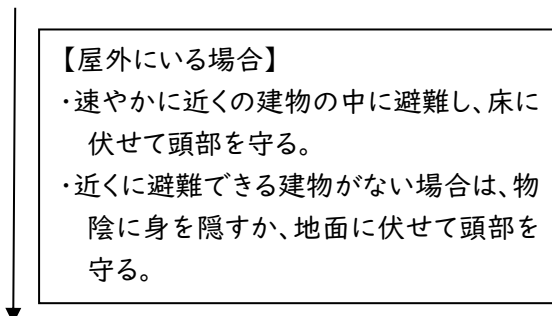 【屋外にいる場合】
・速やかに近くの建物の中に避難し、床に
伏せて頭部を守る。
・近くに避難できる建物がない場合は、物
陰に身を隠すか、地面に伏せて頭部を
守る。